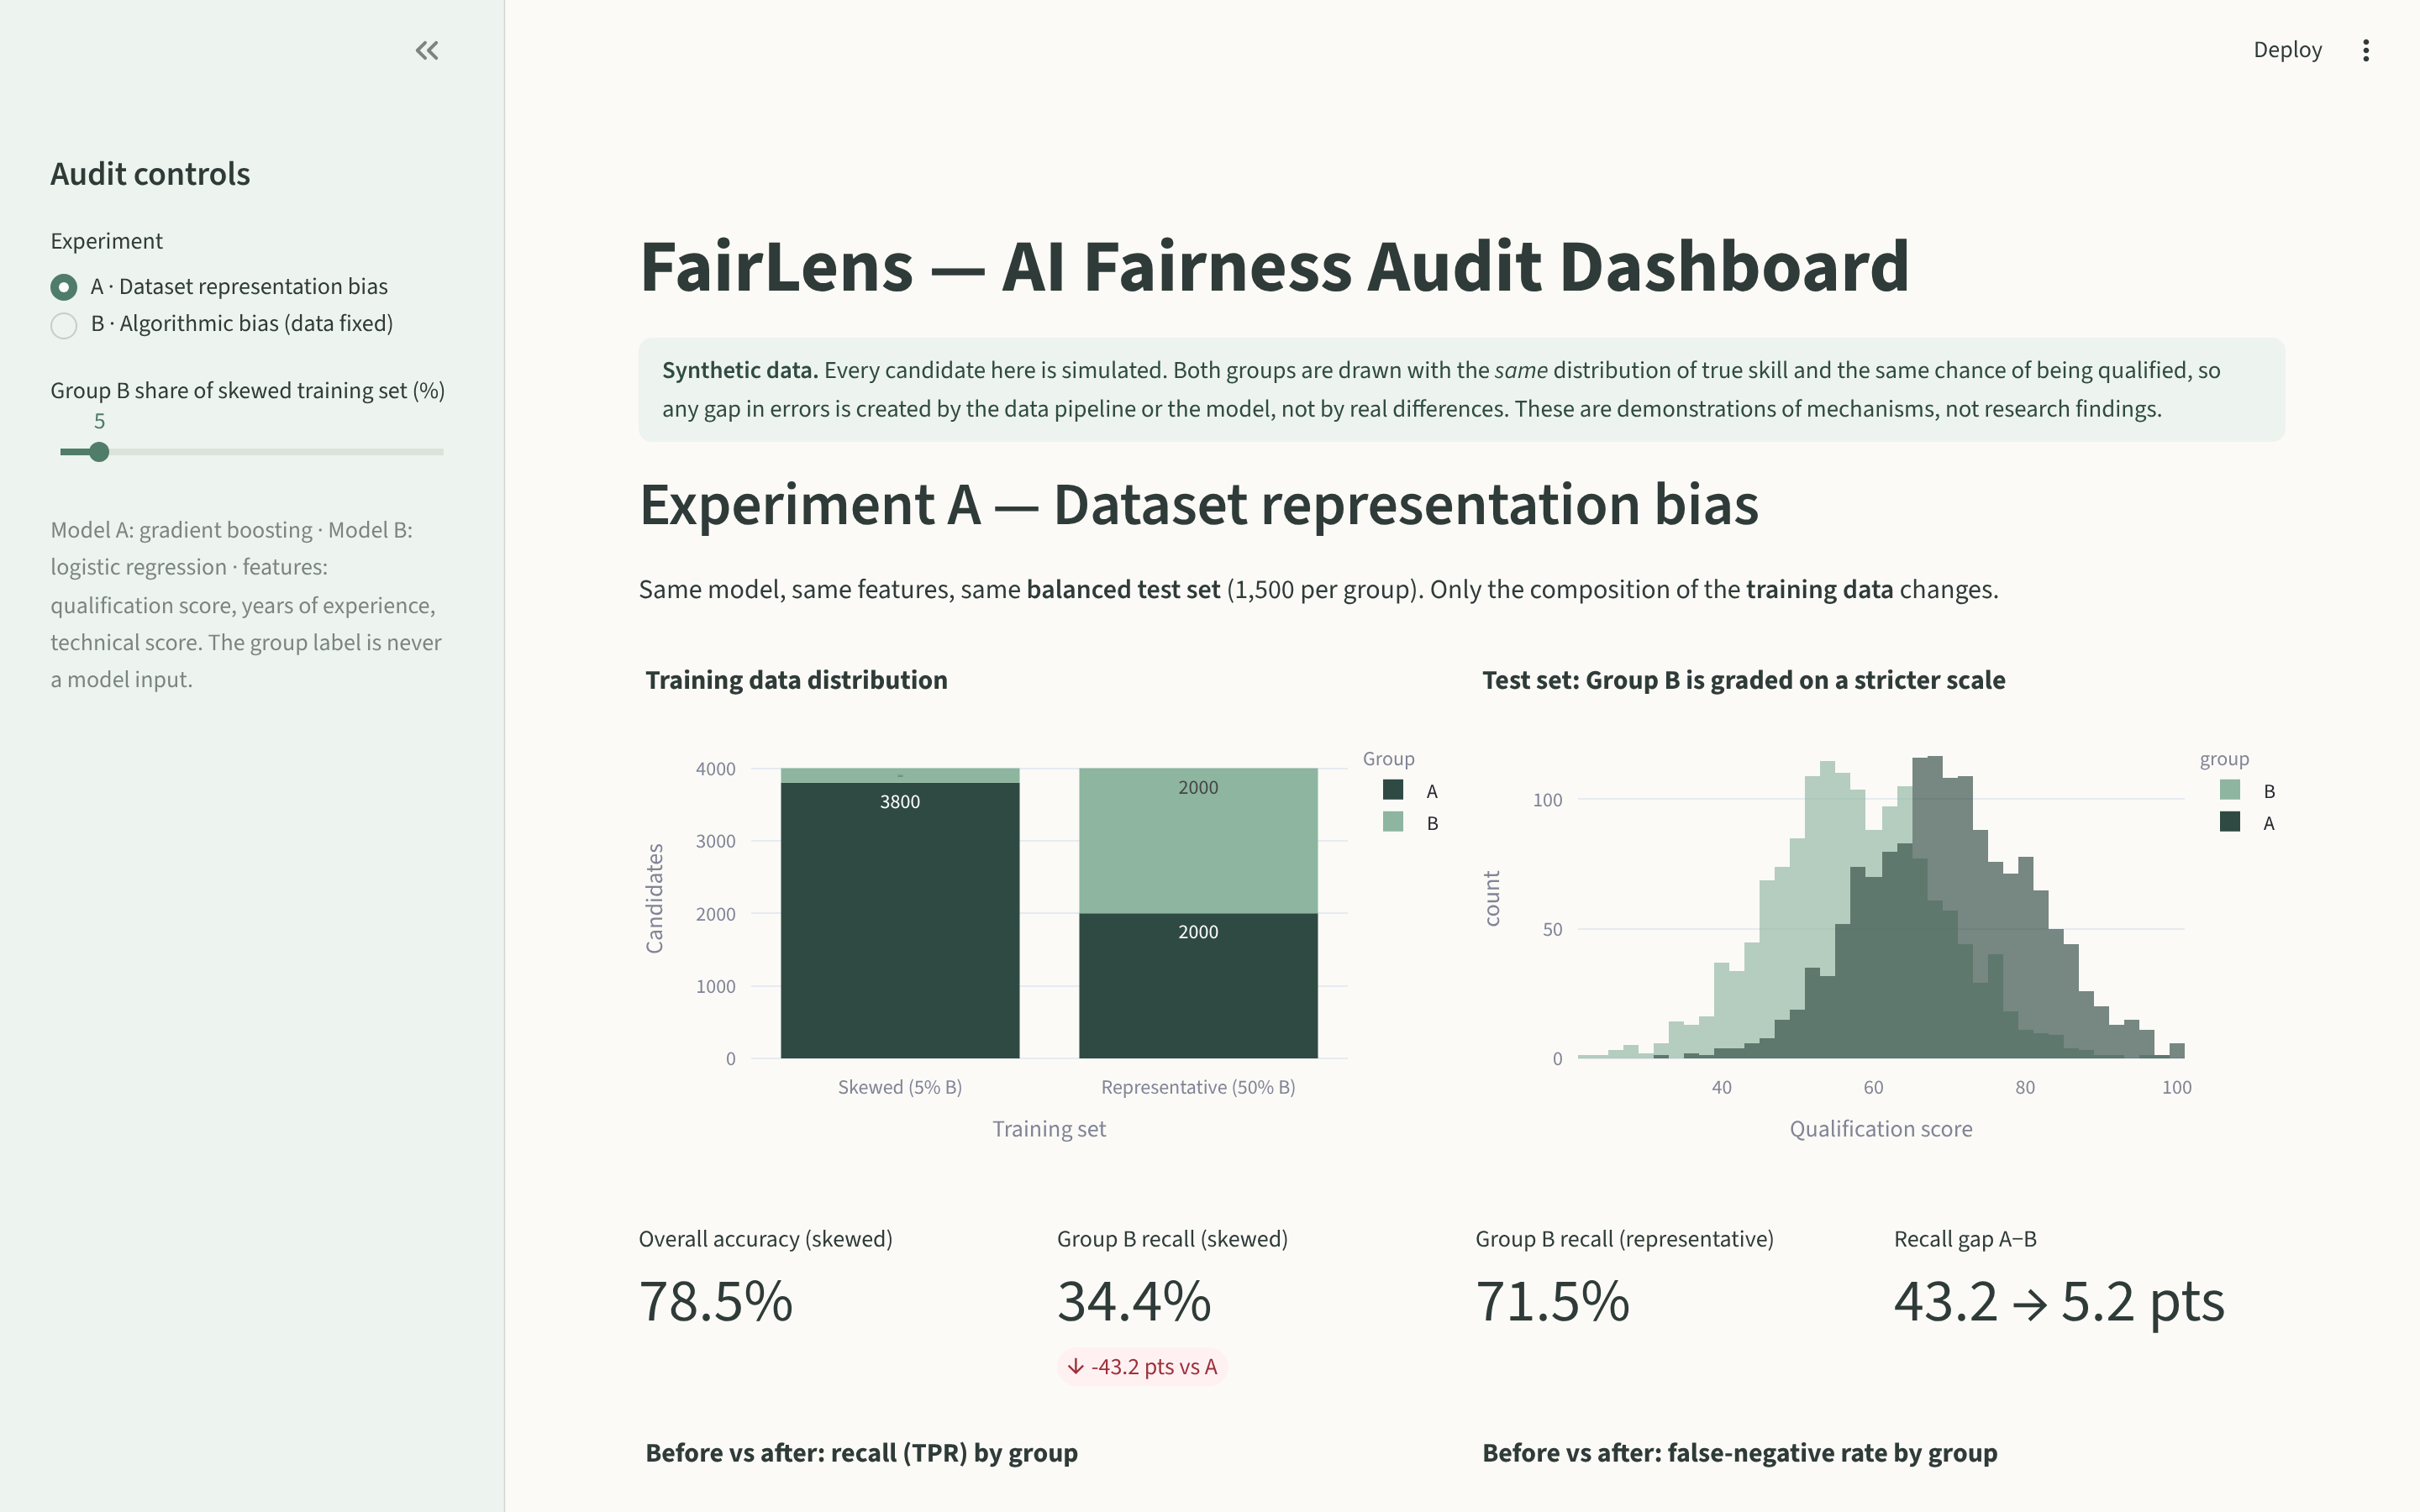 Deploy
Audit controls
Experiment
A · Dataset representation bias
B · Algorithmic bias (data fixed)
Group B share of skewed training set (%)
5
Model A: gradient boosting · Model B:
logistic regression · features:
qualification score, years of experience,
technical score. The group label is never
a model input.
FairLens — AI Fairness Audit Dashboard
Synthetic data. Every candidate here is simulated. Both groups are drawn with the same distribution of true skill and the same chance of being qualified, so
any gap in errors is created by the data pipeline or the model, not by real differences. These are demonstrations of mechanisms, not research findings.
Experiment A — Dataset representation bias
Same model, same features, same balanced test set (1,500 per group). Only the composition of the training data changes.
Training data distribution
Candidates
4000
3000
2000
1000
0
3800
2000
2000
Skewed (5% B)
Representative (50% B)
Training set
Group
A
B
Test set: Group B is graded on a stricter scale
count
100
50
0
40
60
80
100
Qualification score
group
B
A
Overall accuracy (skewed)
78.5%
Group B recall (skewed)
34.4%
↓ -43.2 pts vs A
Group B recall (representative)
71.5%
Recall gap A−B
43.2 → 5.2 pts
Before vs after: recall (TPR) by group
Before vs after: false-negative rate by group